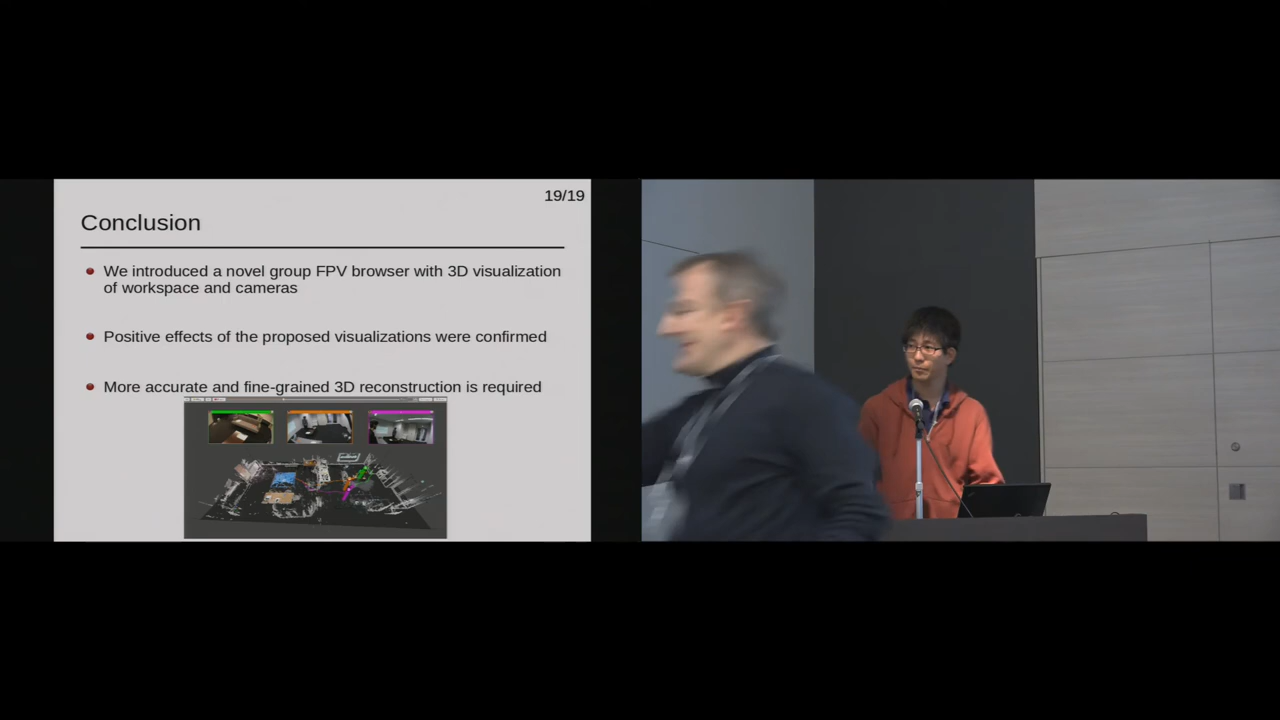 19/19
Conclusion
We introduced a novel group FPV browser with 3D visualization
of workspace and cameras
Positive effects of the proposed visualizations were confirmed
More accurate and fine-grained 3D reconstruction is required